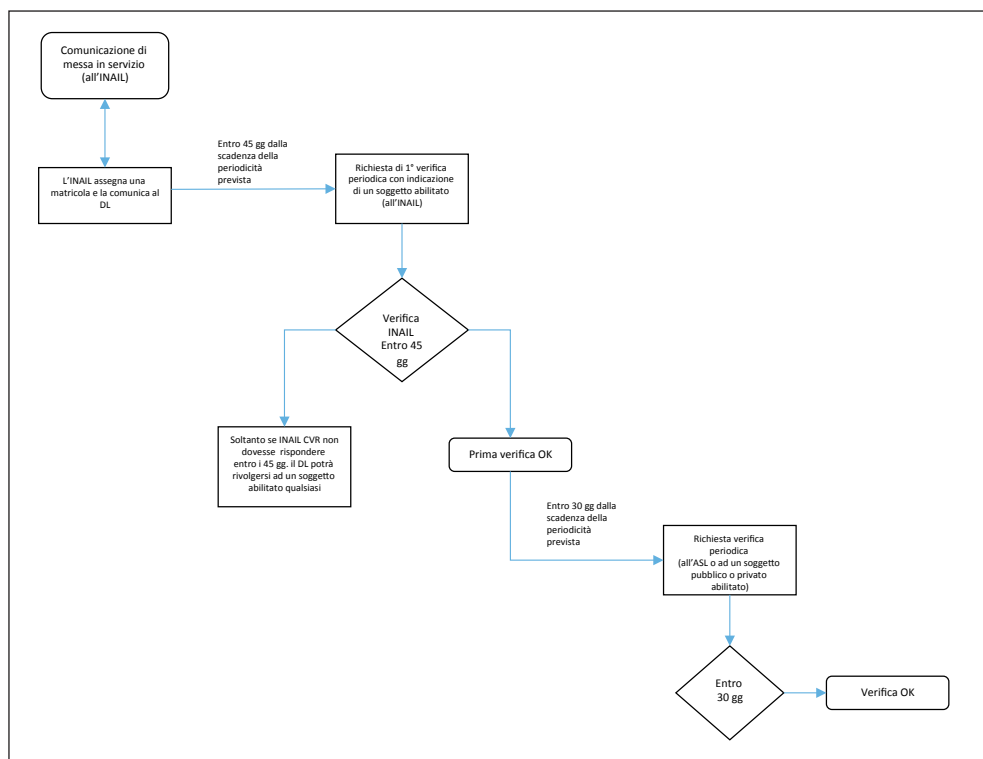 Comunicazione di
messa in servizio
(all'INAIL)
Entro 45 gg dalla
scadenza della
periodicità
prevista
L'INAIL assegna una
matricola e la comunica al
DL
Richiesta di 1° verifica
periodica con indicazione
di un soggetto abilitato
(all'INAIL)
Verifica
INAIL
Entro 45
gg
Soltanto se INAIL CVR non
dovesse rispondere
entro i 45 gg. il DL potrà
rivolgersi ad un soggetto
abilitato qualsiasi
Prima verifica OK
Entro 30 gg dalla
scadenza della
periodicità
prevista
Richiesta verifica
periodica
(all'ASL o ad un soggetto
pubblico o privato
abilitato)
Entro
30 gg
Verifica OK